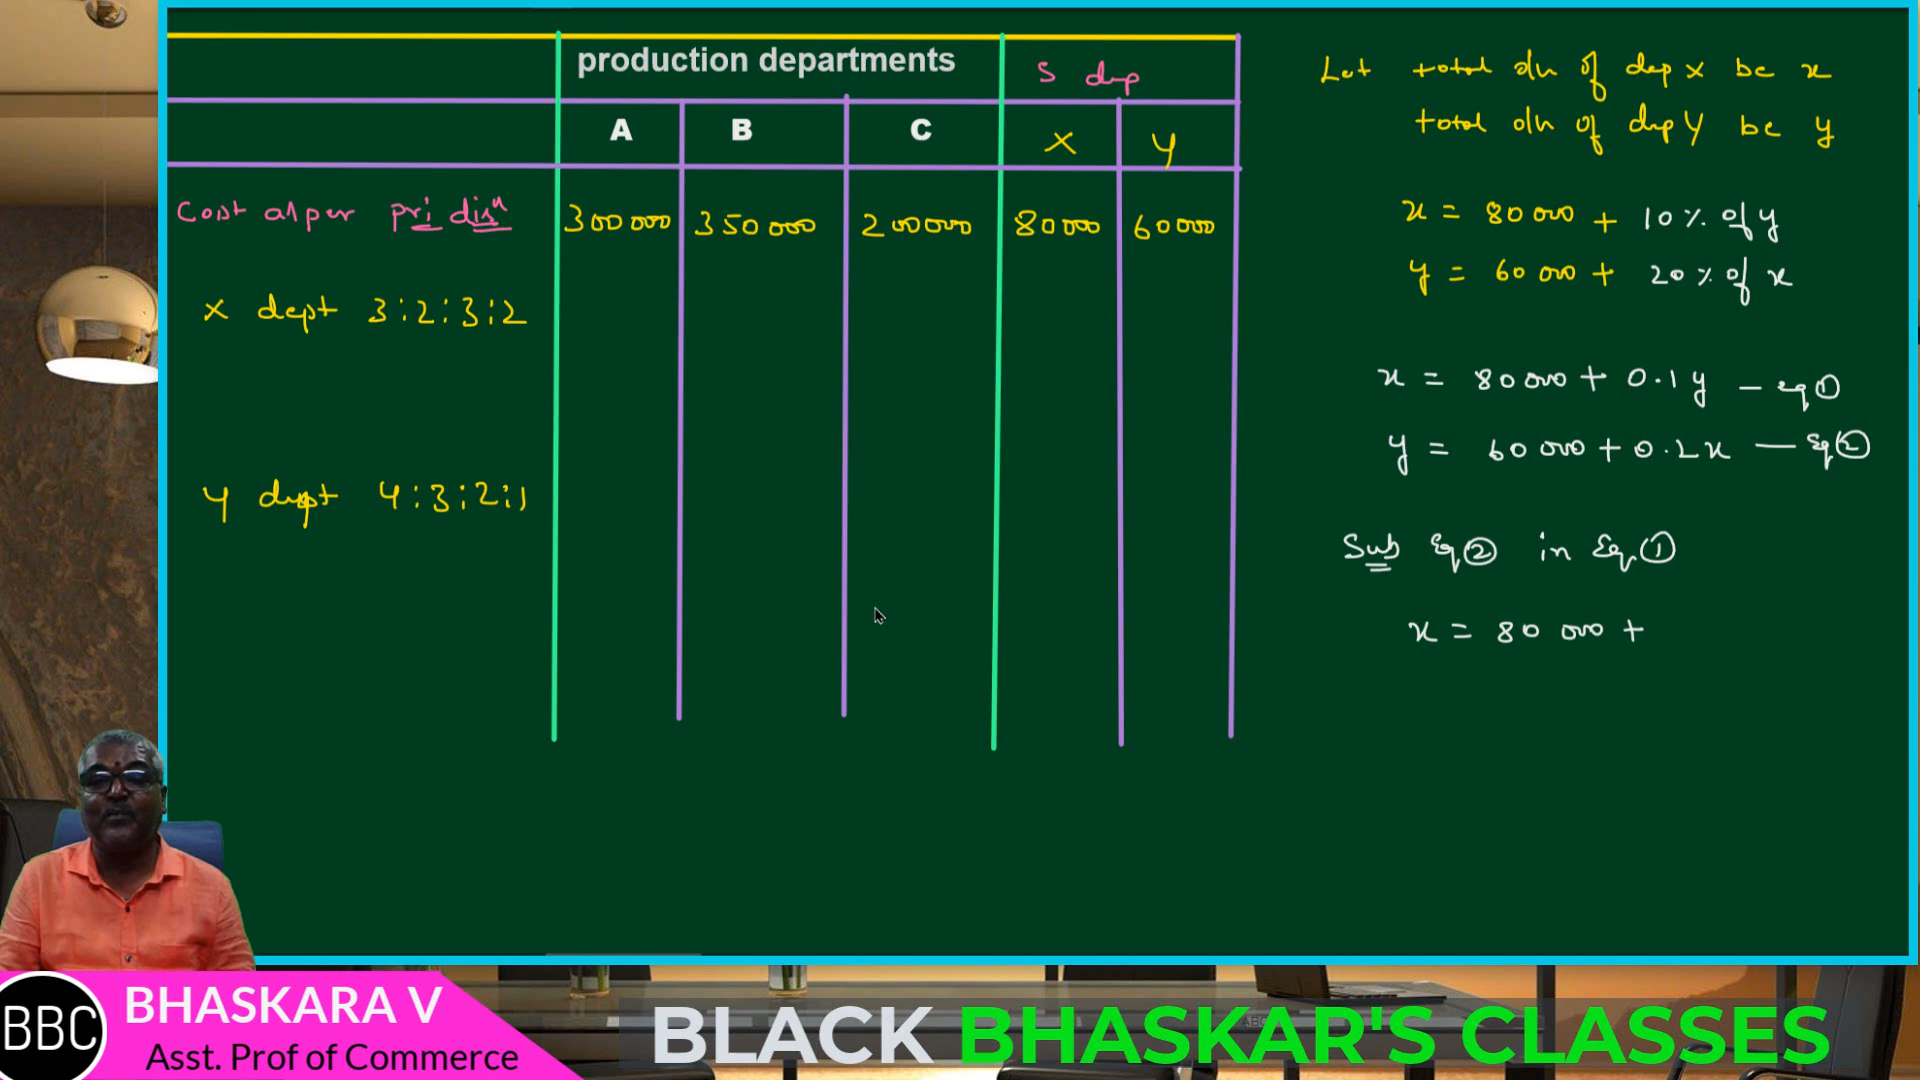 production departments S dep
A B C X Y
Cost as per pri disn 300000 350000 200000 80000 60000
X dept 3:2:3:2
Y dept 4:3:2:1
Let total o/h of dep X be x
total o/h of dep Y be y
x = 80000 + 10% of y
y = 60000 + 20% of x
x = 80000 + 0.1y – eq①
y = 60000 + 0.2x — Eq②
Sub Eq② in Eq①
x = 80000 +
BBC
BHASKARA V
Asst. Prof of Commerce
BLACK BHASKAR'S CLASSES